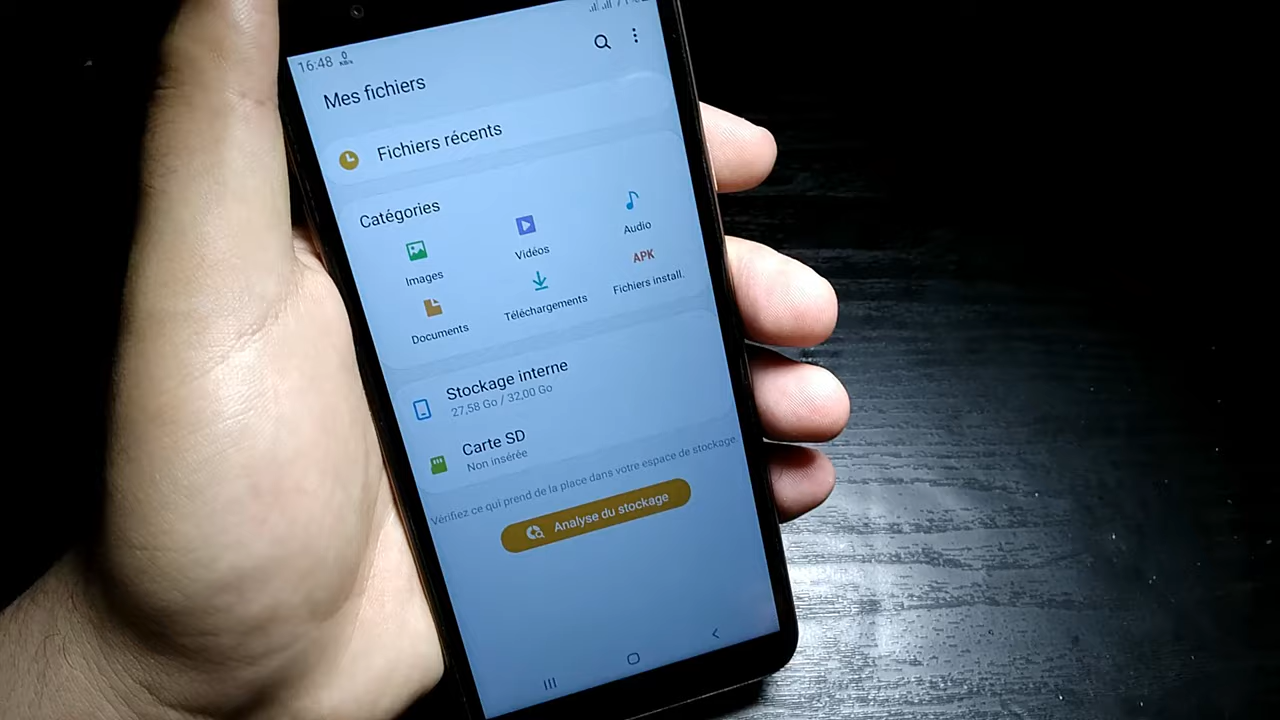 16:48 0 KB/s
Mes fichiers
Fichiers récents
Catégories
Images
Vidéos
Audio
Documents
Téléchargements
APK
Fichiers install.
Stockage interne
27,58 Go / 32,00 Go
Carte SD
Non insérée
Vérifiez ce qui prend de la place dans votre espace de stockage.
Analyse du stockage